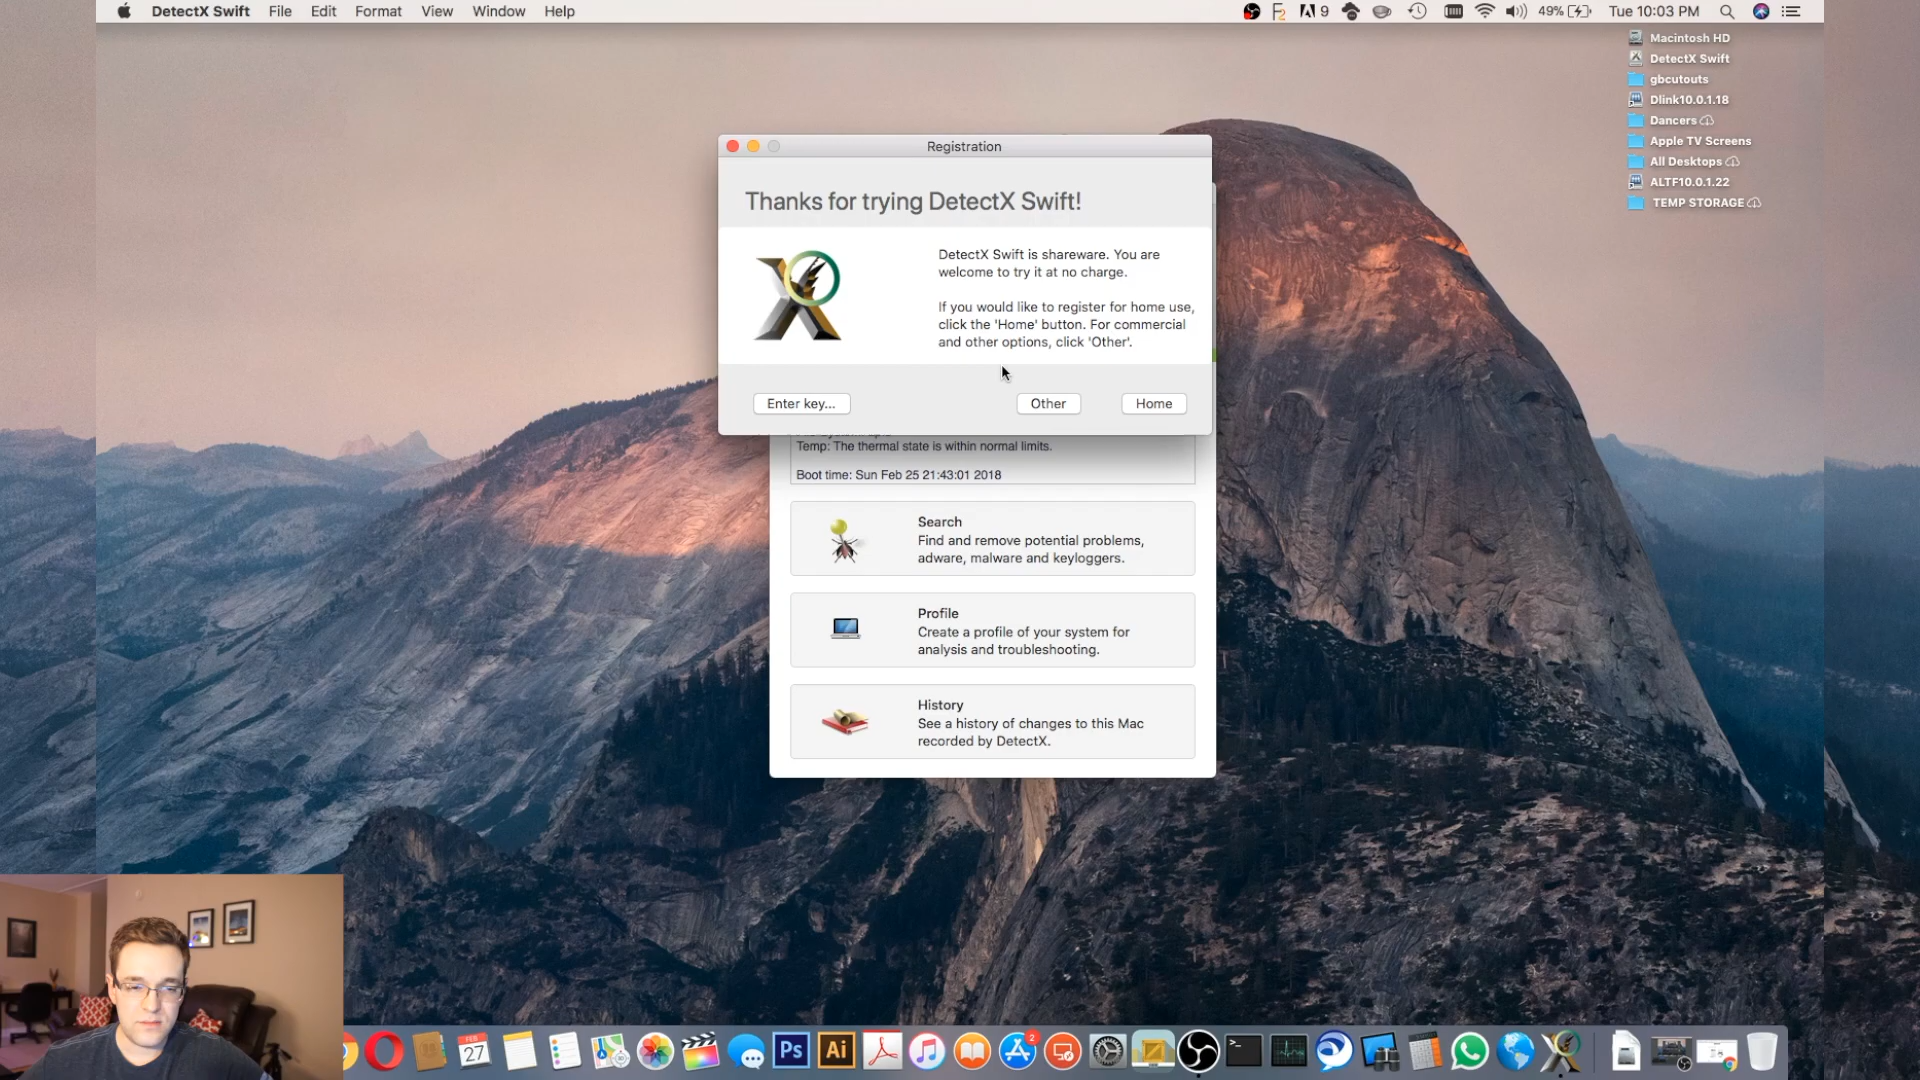 DetectX Swift File Edit Format View Window Help
9 49% Tue 10:03 PM
Macintosh HD
DetectX Swift
gbcutouts
Dlink10.0.1.18
Dancers
Apple TV Screens
All Desktops
ALTF10.0.1.22
TEMP STORAGE
Registration
Thanks for trying DetectX Swift!
DetectX Swift is shareware. You are
welcome to try it at no charge.
If you would like to register for home use,
click the 'Home' button. For commercial
and other options, click 'Other'.
Enter key... Other Home
Temp: The thermal state is within normal limits.
Boot time: Sun Feb 25 21:43:01 2018
Search
Find and remove potential problems,
adware, malware and keyloggers.
Profile
Create a profile of your system for
analysis and troubleshooting.
History
See a history of changes to this Mac
recorded by DetectX.
FEB
27
Ps
Ai
2